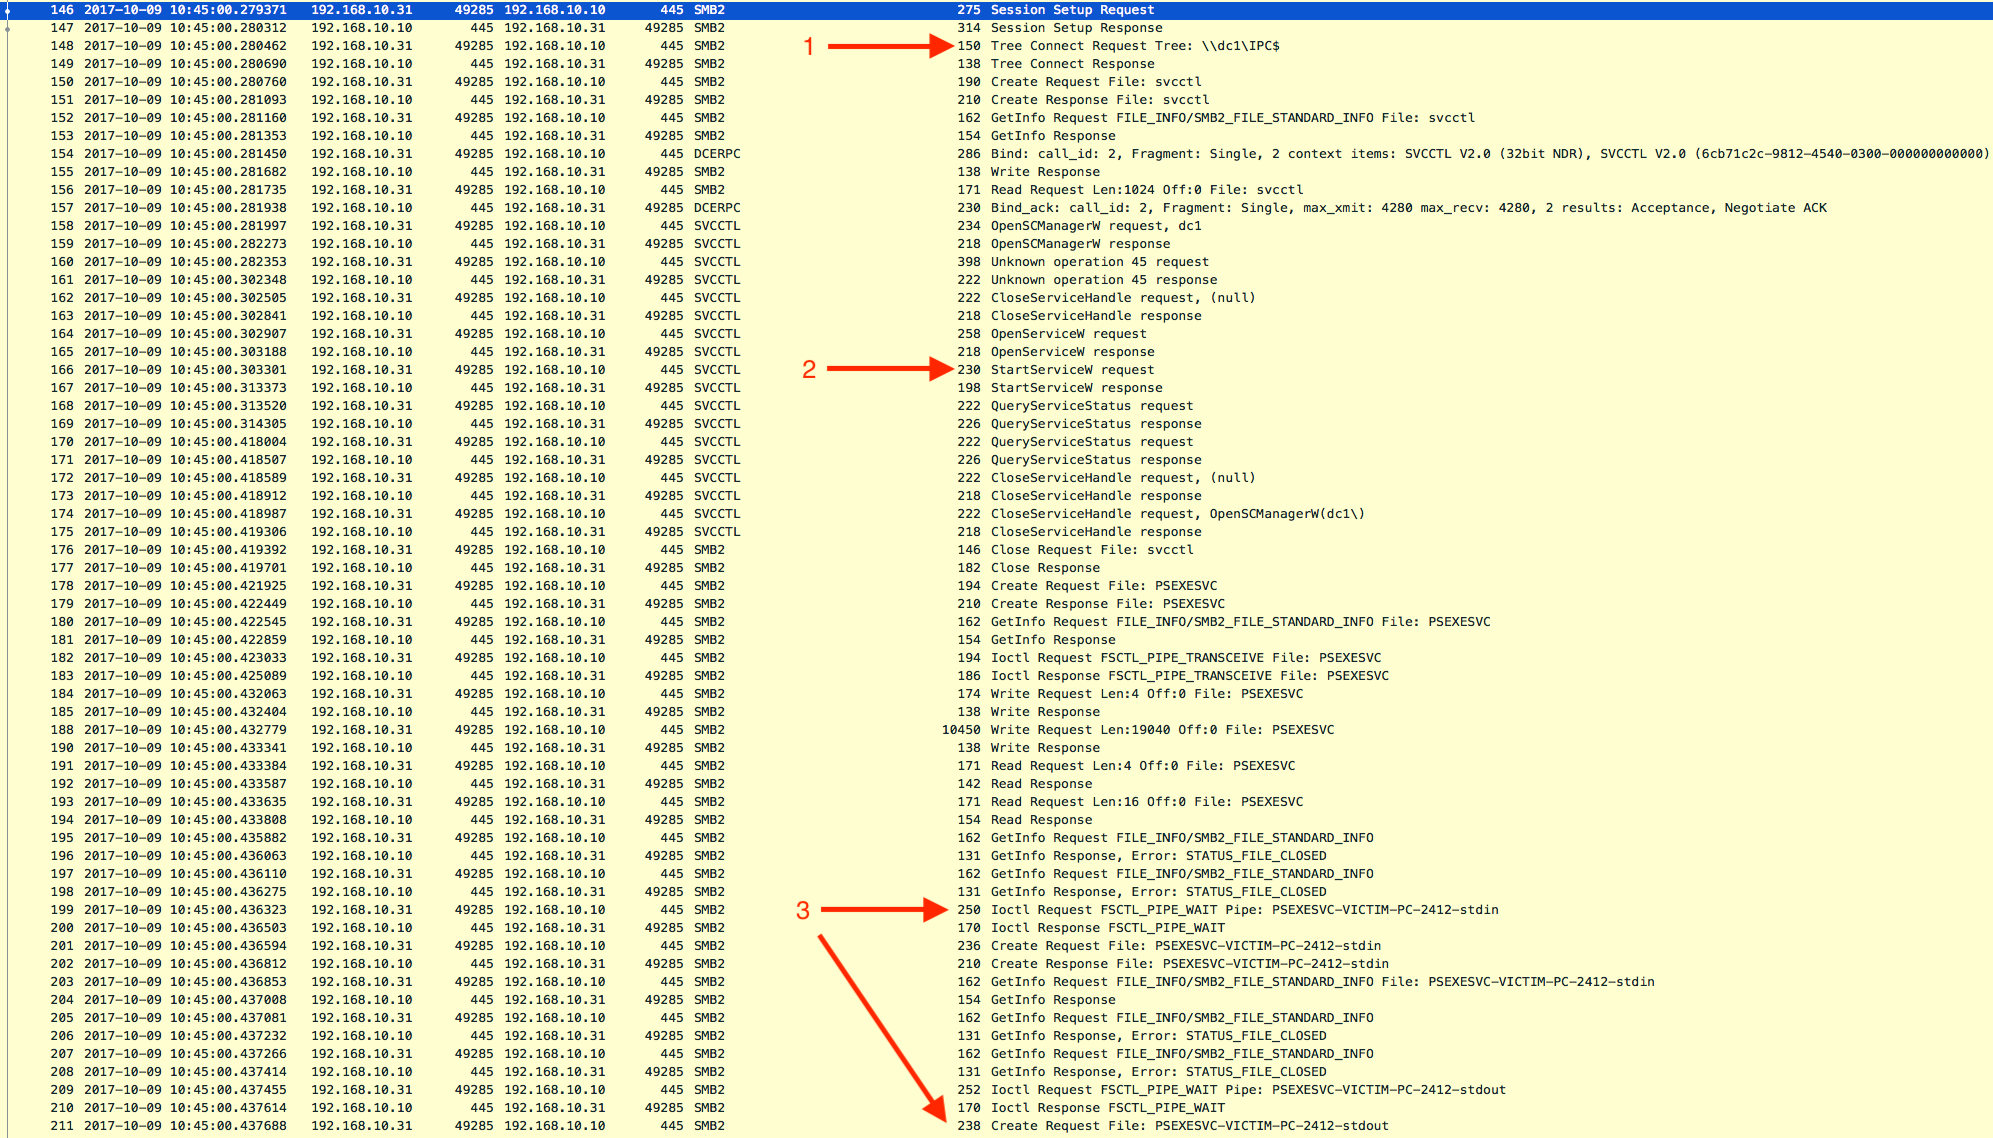 146 2017-10-09 10:45:00.279371 192.168.10.31 49285 192.168.10.10 445 SMB2 275 Session Setup Request
147 2017-10-09 10:45:00.280312 192.168.10.10 445 192.168.10.31 49285 SMB2 314 Session Setup Response
148 2017-10-09 10:45:00.280462 192.168.10.31 49285 192.168.10.10 445 SMB2 1 150 Tree Connect Request Tree: \\dc1\IPC$
149 2017-10-09 10:45:00.280690 192.168.10.10 445 192.168.10.31 49285 SMB2 138 Tree Connect Response
150 2017-10-09 10:45:00.280760 192.168.10.31 49285 192.168.10.10 445 SMB2 190 Create Request File: svcctl
151 2017-10-09 10:45:00.281093 192.168.10.10 445 192.168.10.31 49285 SMB2 210 Create Response File: svcctl
152 2017-10-09 10:45:00.281160 192.168.10.31 49285 192.168.10.10 445 SMB2 162 GetInfo Request FILE_INFO/SMB2_FILE_STANDARD_INFO File: svcctl
153 2017-10-09 10:45:00.281353 192.168.10.10 445 192.168.10.31 49285 SMB2 154 GetInfo Response
154 2017-10-09 10:45:00.281450 192.168.10.31 49285 192.168.10.10 445 DCERPC 286 Bind: call_id: 2, Fragment: Single, 2 context items: SVCCTL V2.0 (32bit NDR), SVCCTL V2.0 (6cb71c2c-9812-4540-0300-000000000000)
155 2017-10-09 10:45:00.281682 192.168.10.10 445 192.168.10.31 49285 SMB2 138 Write Response
156 2017-10-09 10:45:00.281735 192.168.10.31 49285 192.168.10.10 445 SMB2 171 Read Request Len:1024 Off:0 File: svcctl
157 2017-10-09 10:45:00.281938 192.168.10.10 445 192.168.10.31 49285 DCERPC 230 Bind_ack: call_id: 2, Fragment: Single, max_xmit: 4280 max_recv: 4280, 2 results: Acceptance, Negotiate ACK
158 2017-10-09 10:45:00.281997 192.168.10.31 49285 192.168.10.10 445 SVCCTL 234 OpenSCManagerW request, dc1
159 2017-10-09 10:45:00.282273 192.168.10.10 445 192.168.10.31 49285 SVCCTL 218 OpenSCManagerW response
160 2017-10-09 10:45:00.282353 192.168.10.31 49285 192.168.10.10 445 SVCCTL 398 Unknown operation 45 request
161 2017-10-09 10:45:00.302348 192.168.10.10 445 192.168.10.31 49285 SVCCTL 222 Unknown operation 45 response
162 2017-10-09 10:45:00.302505 192.168.10.31 49285 192.168.10.10 445 SVCCTL 222 CloseServiceHandle request, (null)
163 2017-10-09 10:45:00.302841 192.168.10.10 445 192.168.10.31 49285 SVCCTL 218 CloseServiceHandle response
164 2017-10-09 10:45:00.302907 192.168.10.31 49285 192.168.10.10 445 SVCCTL 258 OpenServiceW request
165 2017-10-09 10:45:00.303188 192.168.10.10 445 192.168.10.31 49285 SVCCTL 218 OpenServiceW response
166 2017-10-09 10:45:00.303301 192.168.10.31 49285 192.168.10.10 445 SVCCTL 2 230 StartServiceW request
167 2017-10-09 10:45:00.313373 192.168.10.10 445 192.168.10.31 49285 SVCCTL 198 StartServiceW response
168 2017-10-09 10:45:00.313520 192.168.10.31 49285 192.168.10.10 445 SVCCTL 222 QueryServiceStatus request
169 2017-10-09 10:45:00.314305 192.168.10.10 445 192.168.10.31 49285 SVCCTL 226 QueryServiceStatus response
170 2017-10-09 10:45:00.418004 192.168.10.31 49285 192.168.10.10 445 SVCCTL 222 QueryServiceStatus request
171 2017-10-09 10:45:00.418507 192.168.10.10 445 192.168.10.31 49285 SVCCTL 226 QueryServiceStatus response
172 2017-10-09 10:45:00.418589 192.168.10.31 49285 192.168.10.10 445 SVCCTL 222 CloseServiceHandle request, (null)
173 2017-10-09 10:45:00.418912 192.168.10.10 445 192.168.10.31 49285 SVCCTL 218 CloseServiceHandle response
174 2017-10-09 10:45:00.418987 192.168.10.31 49285 192.168.10.10 445 SVCCTL 222 CloseServiceHandle request, OpenSCManagerW(dc1\)
175 2017-10-09 10:45:00.419306 192.168.10.10 445 192.168.10.31 49285 SVCCTL 218 CloseServiceHandle response
176 2017-10-09 10:45:00.419392 192.168.10.31 49285 192.168.10.10 445 SMB2 146 Close Request File: svcctl
177 2017-10-09 10:45:00.419701 192.168.10.10 445 192.168.10.31 49285 SMB2 182 Close Response
178 2017-10-09 10:45:00.421925 192.168.10.31 49285 192.168.10.10 445 SMB2 194 Create Request File: PSEXESVC
179 2017-10-09 10:45:00.422449 192.168.10.10 445 192.168.10.31 49285 SMB2 210 Create Response File: PSEXESVC
180 2017-10-09 10:45:00.422545 192.168.10.31 49285 192.168.10.10 445 SMB2 162 GetInfo Request FILE_INFO/SMB2_FILE_STANDARD_INFO File: PSEXESVC
181 2017-10-09 10:45:00.422859 192.168.10.10 445 192.168.10.31 49285 SMB2 154 GetInfo Response
182 2017-10-09 10:45:00.423033 192.168.10.31 49285 192.168.10.10 445 SMB2 194 Ioctl Request FSCTL_PIPE_TRANSCEIVE File: PSEXESVC
183 2017-10-09 10:45:00.425089 192.168.10.10 445 192.168.10.31 49285 SMB2 186 Ioctl Response FSCTL_PIPE_TRANSCEIVE File: PSEXESVC
184 2017-10-09 10:45:00.432063 192.168.10.31 49285 192.168.10.10 445 SMB2 174 Write Request Len:4 Off:0 File: PSEXESVC
185 2017-10-09 10:45:00.432404 192.168.10.10 445 192.168.10.31 49285 SMB2 138 Write Response
188 2017-10-09 10:45:00.432779 192.168.10.31 49285 192.168.10.10 445 SMB2 10450 Write Request Len:19040 Off:0 File: PSEXESVC
190 2017-10-09 10:45:00.433341 192.168.10.10 445 192.168.10.31 49285 SMB2 138 Write Response
191 2017-10-09 10:45:00.433384 192.168.10.31 49285 192.168.10.10 445 SMB2 171 Read Request Len:4 Off:0 File: PSEXESVC
192 2017-10-09 10:45:00.433587 192.168.10.10 445 192.168.10.31 49285 SMB2 142 Read Response
193 2017-10-09 10:45:00.433635 192.168.10.31 49285 192.168.10.10 445 SMB2 171 Read Request Len:16 Off:0 File: PSEXESVC
194 2017-10-09 10:45:00.433808 192.168.10.10 445 192.168.10.31 49285 SMB2 154 Read Response
195 2017-10-09 10:45:00.435882 192.168.10.31 49285 192.168.10.10 445 SMB2 162 GetInfo Request FILE_INFO/SMB2_FILE_STANDARD_INFO
196 2017-10-09 10:45:00.436063 192.168.10.10 445 192.168.10.31 49285 SMB2 131 GetInfo Response, Error: STATUS_FILE_CLOSED
197 2017-10-09 10:45:00.436110 192.168.10.31 49285 192.168.10.10 445 SMB2 162 GetInfo Request FILE_INFO/SMB2_FILE_STANDARD_INFO
198 2017-10-09 10:45:00.436275 192.168.10.10 445 192.168.10.31 49285 SMB2 131 GetInfo Response, Error: STATUS_FILE_CLOSED
199 2017-10-09 10:45:00.436323 192.168.10.31 49285 192.168.10.10 445 SMB2 3 250 Ioctl Request FSCTL_PIPE_WAIT Pipe: PSEXESVC-VICTIM-PC-2412-stdin
200 2017-10-09 10:45:00.436503 192.168.10.10 445 192.168.10.31 49285 SMB2 170 Ioctl Response FSCTL_PIPE_WAIT
201 2017-10-09 10:45:00.436594 192.168.10.31 49285 192.168.10.10 445 SMB2 236 Create Request File: PSEXESVC-VICTIM-PC-2412-stdin
202 2017-10-09 10:45:00.436812 192.168.10.10 445 192.168.10.31 49285 SMB2 210 Create Response File: PSEXESVC-VICTIM-PC-2412-stdin
203 2017-10-09 10:45:00.436853 192.168.10.31 49285 192.168.10.10 445 SMB2 162 GetInfo Request FILE_INFO/SMB2_FILE_STANDARD_INFO File: PSEXESVC-VICTIM-PC-2412-stdin
204 2017-10-09 10:45:00.437008 192.168.10.10 445 192.168.10.31 49285 SMB2 154 GetInfo Response
205 2017-10-09 10:45:00.437081 192.168.10.31 49285 192.168.10.10 445 SMB2 162 GetInfo Request FILE_INFO/SMB2_FILE_STANDARD_INFO
206 2017-10-09 10:45:00.437232 192.168.10.10 445 192.168.10.31 49285 SMB2 131 GetInfo Response, Error: STATUS_FILE_CLOSED
207 2017-10-09 10:45:00.437266 192.168.10.31 49285 192.168.10.10 445 SMB2 162 GetInfo Request FILE_INFO/SMB2_FILE_STANDARD_INFO
208 2017-10-09 10:45:00.437414 192.168.10.10 445 192.168.10.31 49285 SMB2 131 GetInfo Response, Error: STATUS_FILE_CLOSED
209 2017-10-09 10:45:00.437455 192.168.10.31 49285 192.168.10.10 445 SMB2 252 Ioctl Request FSCTL_PIPE_WAIT Pipe: PSEXESVC-VICTIM-PC-2412-stdout
210 2017-10-09 10:45:00.437614 192.168.10.10 445 192.168.10.31 49285 SMB2 170 Ioctl Response FSCTL_PIPE_WAIT
211 2017-10-09 10:45:00.437688 192.168.10.31 49285 192.168.10.10 445 SMB2 238 Create Request File: PSEXESVC-VICTIM-PC-2412-stdout